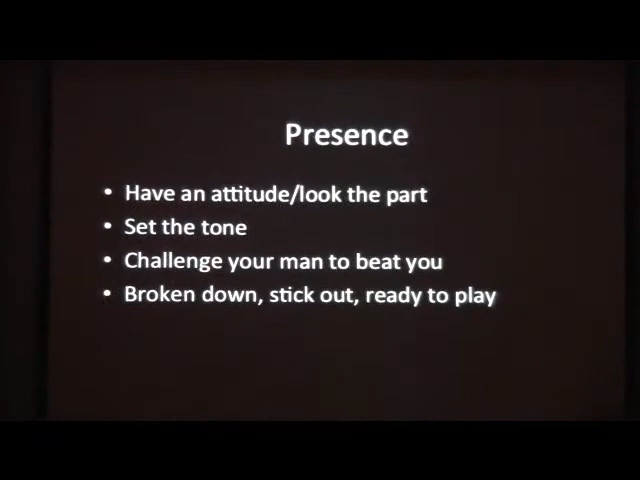 Presence
• Have an attitude/look the part
• Set the tone
• Challenge your man to beat you
• Broken down, stick out, ready to play